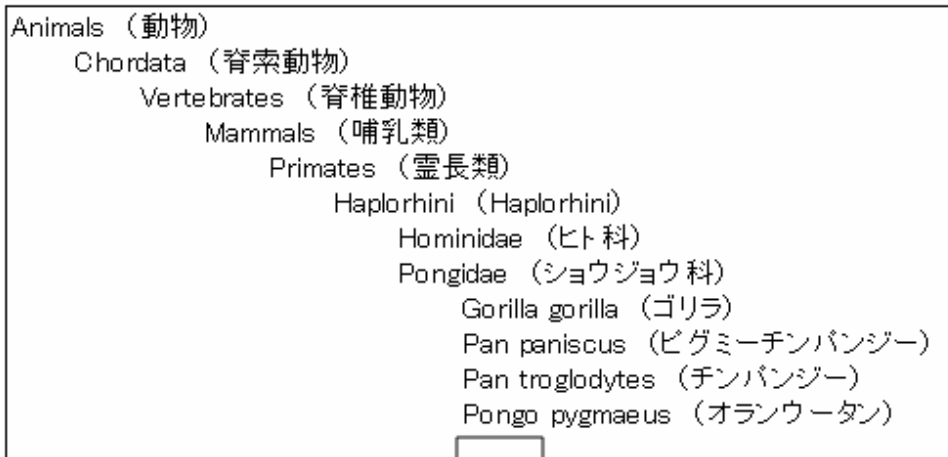 Animals （動物）
Chordata （脊索動物）
Vertebrates （脊椎動物）
Mammals （哺乳類）
Primates （霊長類）
Haplorhini （Haplorhini）
Hominidae （ヒト科）
Pongidae （ショウジョウ科）
Gorilla gorilla （ゴリラ）
Pan paniscus （ピグミーチンパンジー）
Pan troglodytes （チンパンジー）
Pongo pygmaeus （オランウータン）